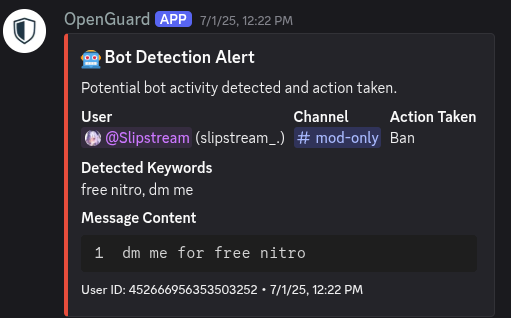 OpenGuard APP 7/1/25, 12:22 PM
Bot Detection Alert
Potential bot activity detected and action taken.
User Channel Action Taken
@Slipstream (slipstream_.) # mod-only Ban
Detected Keywords
free nitro, dm me
Message Content
1 dm me for free nitro
User ID: 452666956353503252 • 7/1/25, 12:22 PM